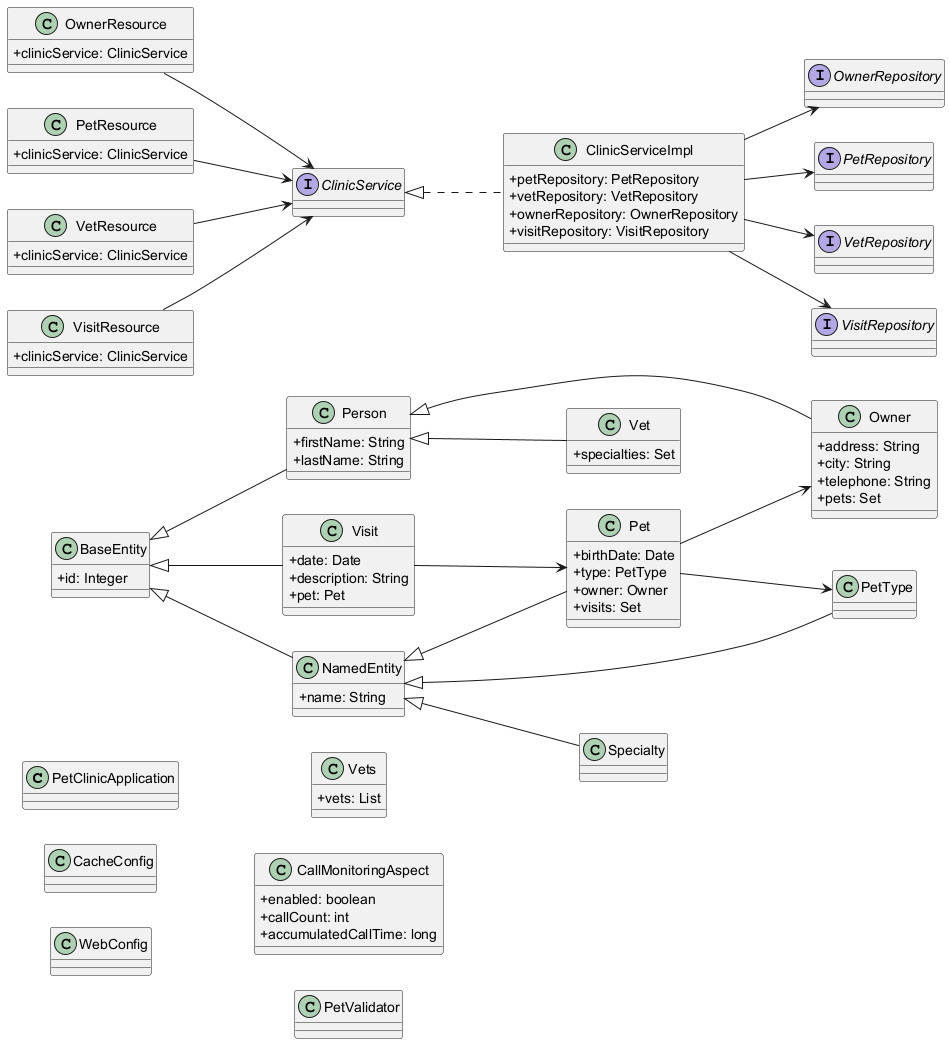 C OwnerResource
+clinicService: ClinicService
C PetResource
+clinicService: ClinicService
C VetResource
+clinicService: ClinicService
C VisitResource
+clinicService: ClinicService
I ClinicService
C ClinicServiceImpl
+petRepository: PetRepository
+vetRepository: VetRepository
+ownerRepository: OwnerRepository
+visitRepository: VisitRepository
I OwnerRepository
I PetRepository
I VetRepository
I VisitRepository
C BaseEntity
+id: Integer
C Person
+firstName: String
+lastName: String
C Visit
+date: Date
+description: String
+pet: Pet
C NamedEntity
+name: String
C Vet
+specialties: Set
C Pet
+birthDate: Date
+type: PetType
+owner: Owner
+visits: Set
C Owner
+address: String
+city: String
+telephone: String
+pets: Set
C PetType
C Specialty
C PetClinicApplication
C CacheConfig
C WebConfig
C Vets
+vets: List
C CallMonitoringAspect
+enabled: boolean
+callCount: int
+accumulatedCallTime: long
C PetValidator